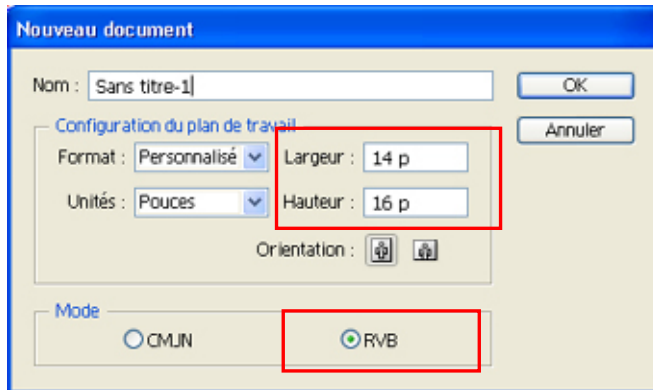 Nouveau document
Nom : Sans titre-1 OK
Configuration du plan de travail Annuler
Format : Personnalisé Largeur : 14 p
Unités : Pouces Hauteur : 16 p
Orientation :
Mode
CMJN RVB